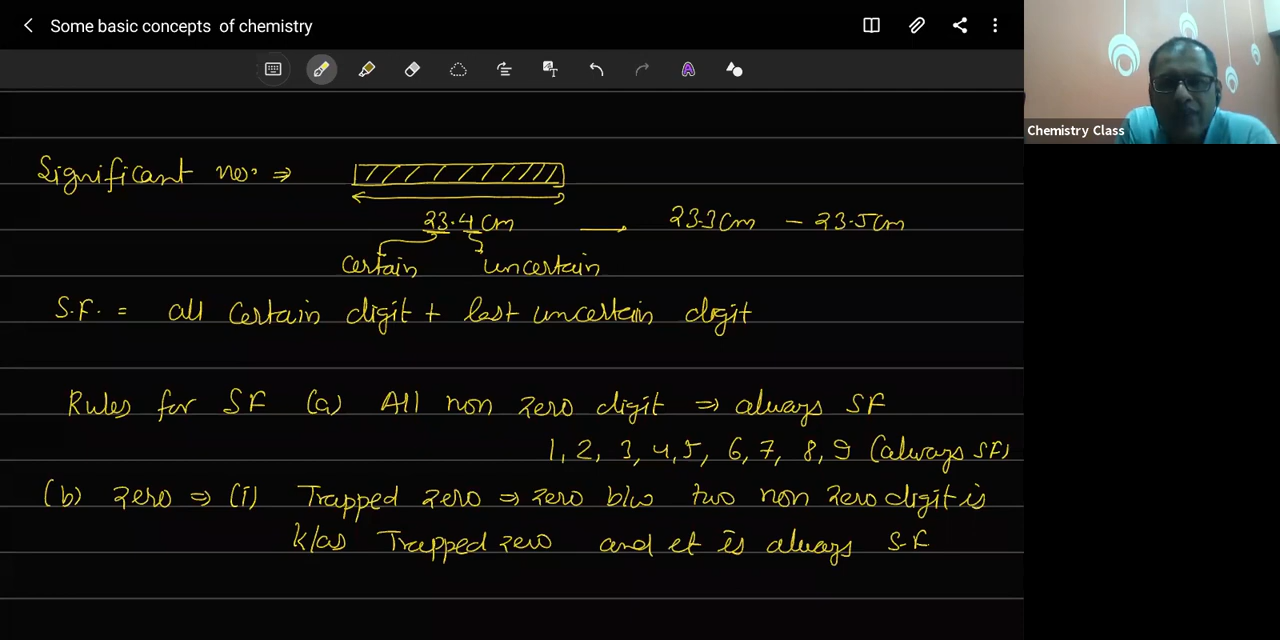 Some basic concepts of chemistry
Chemistry Class
Significant no: ⇒
23.4 cm → 23.3 cm – 23.5 cm
Certain uncertain
S.F. = all certain digit + last uncertain digit
Rules for SF (a) All non zero digit ⇒ always SF
1, 2, 3, 4, 5, 6, 7, 8, 9 (always SF)
(b) zero ⇒ (i) Trapped zero ⇒ zero b/w two non zero digit is
k/as Trapped zero and it is always S.F